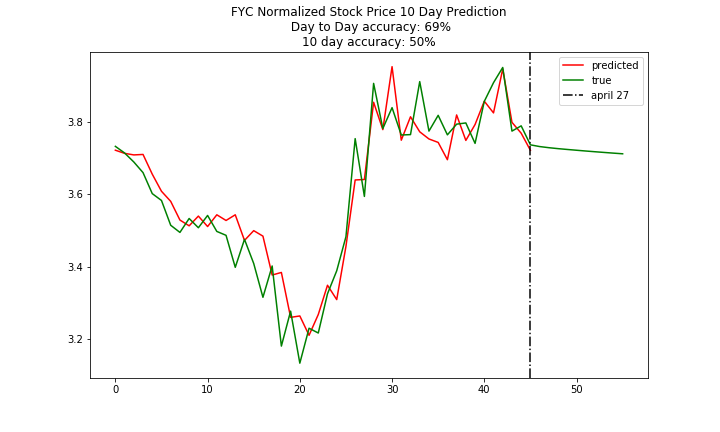 FYC Normalized Stock Price 10 Day Prediction
Day to Day accuracy: 69%
10 day accuracy: 50%
predicted
true
april 27
3.8
3.6
3.4
3.2
0 10 20 30 40 50